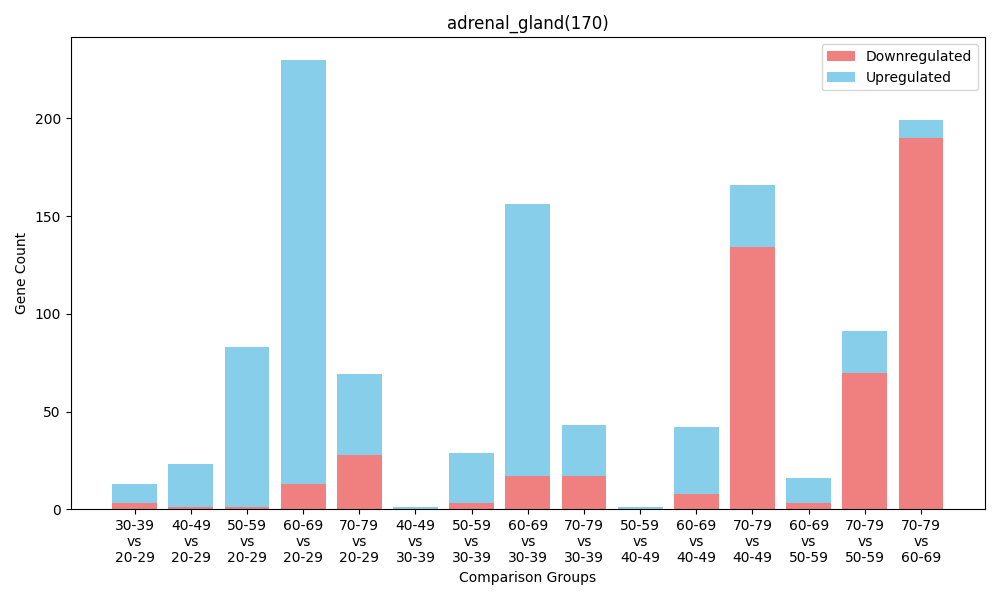 adrenal_gland(170)
Downregulated
Upregulated
Gene Count
200
150
100
50
0
30-39 40-49 50-59 60-69 70-79 40-49 50-59 60-69 70-79 50-59 60-69 70-79 60-69 70-79 70-79
vs vs vs vs vs vs vs vs vs vs vs vs vs vs vs
20-29 20-29 20-29 20-29 20-29 30-39 30-39 30-39 30-39 40-49 40-49 40-49 50-59 50-59 60-69
Comparison Groups